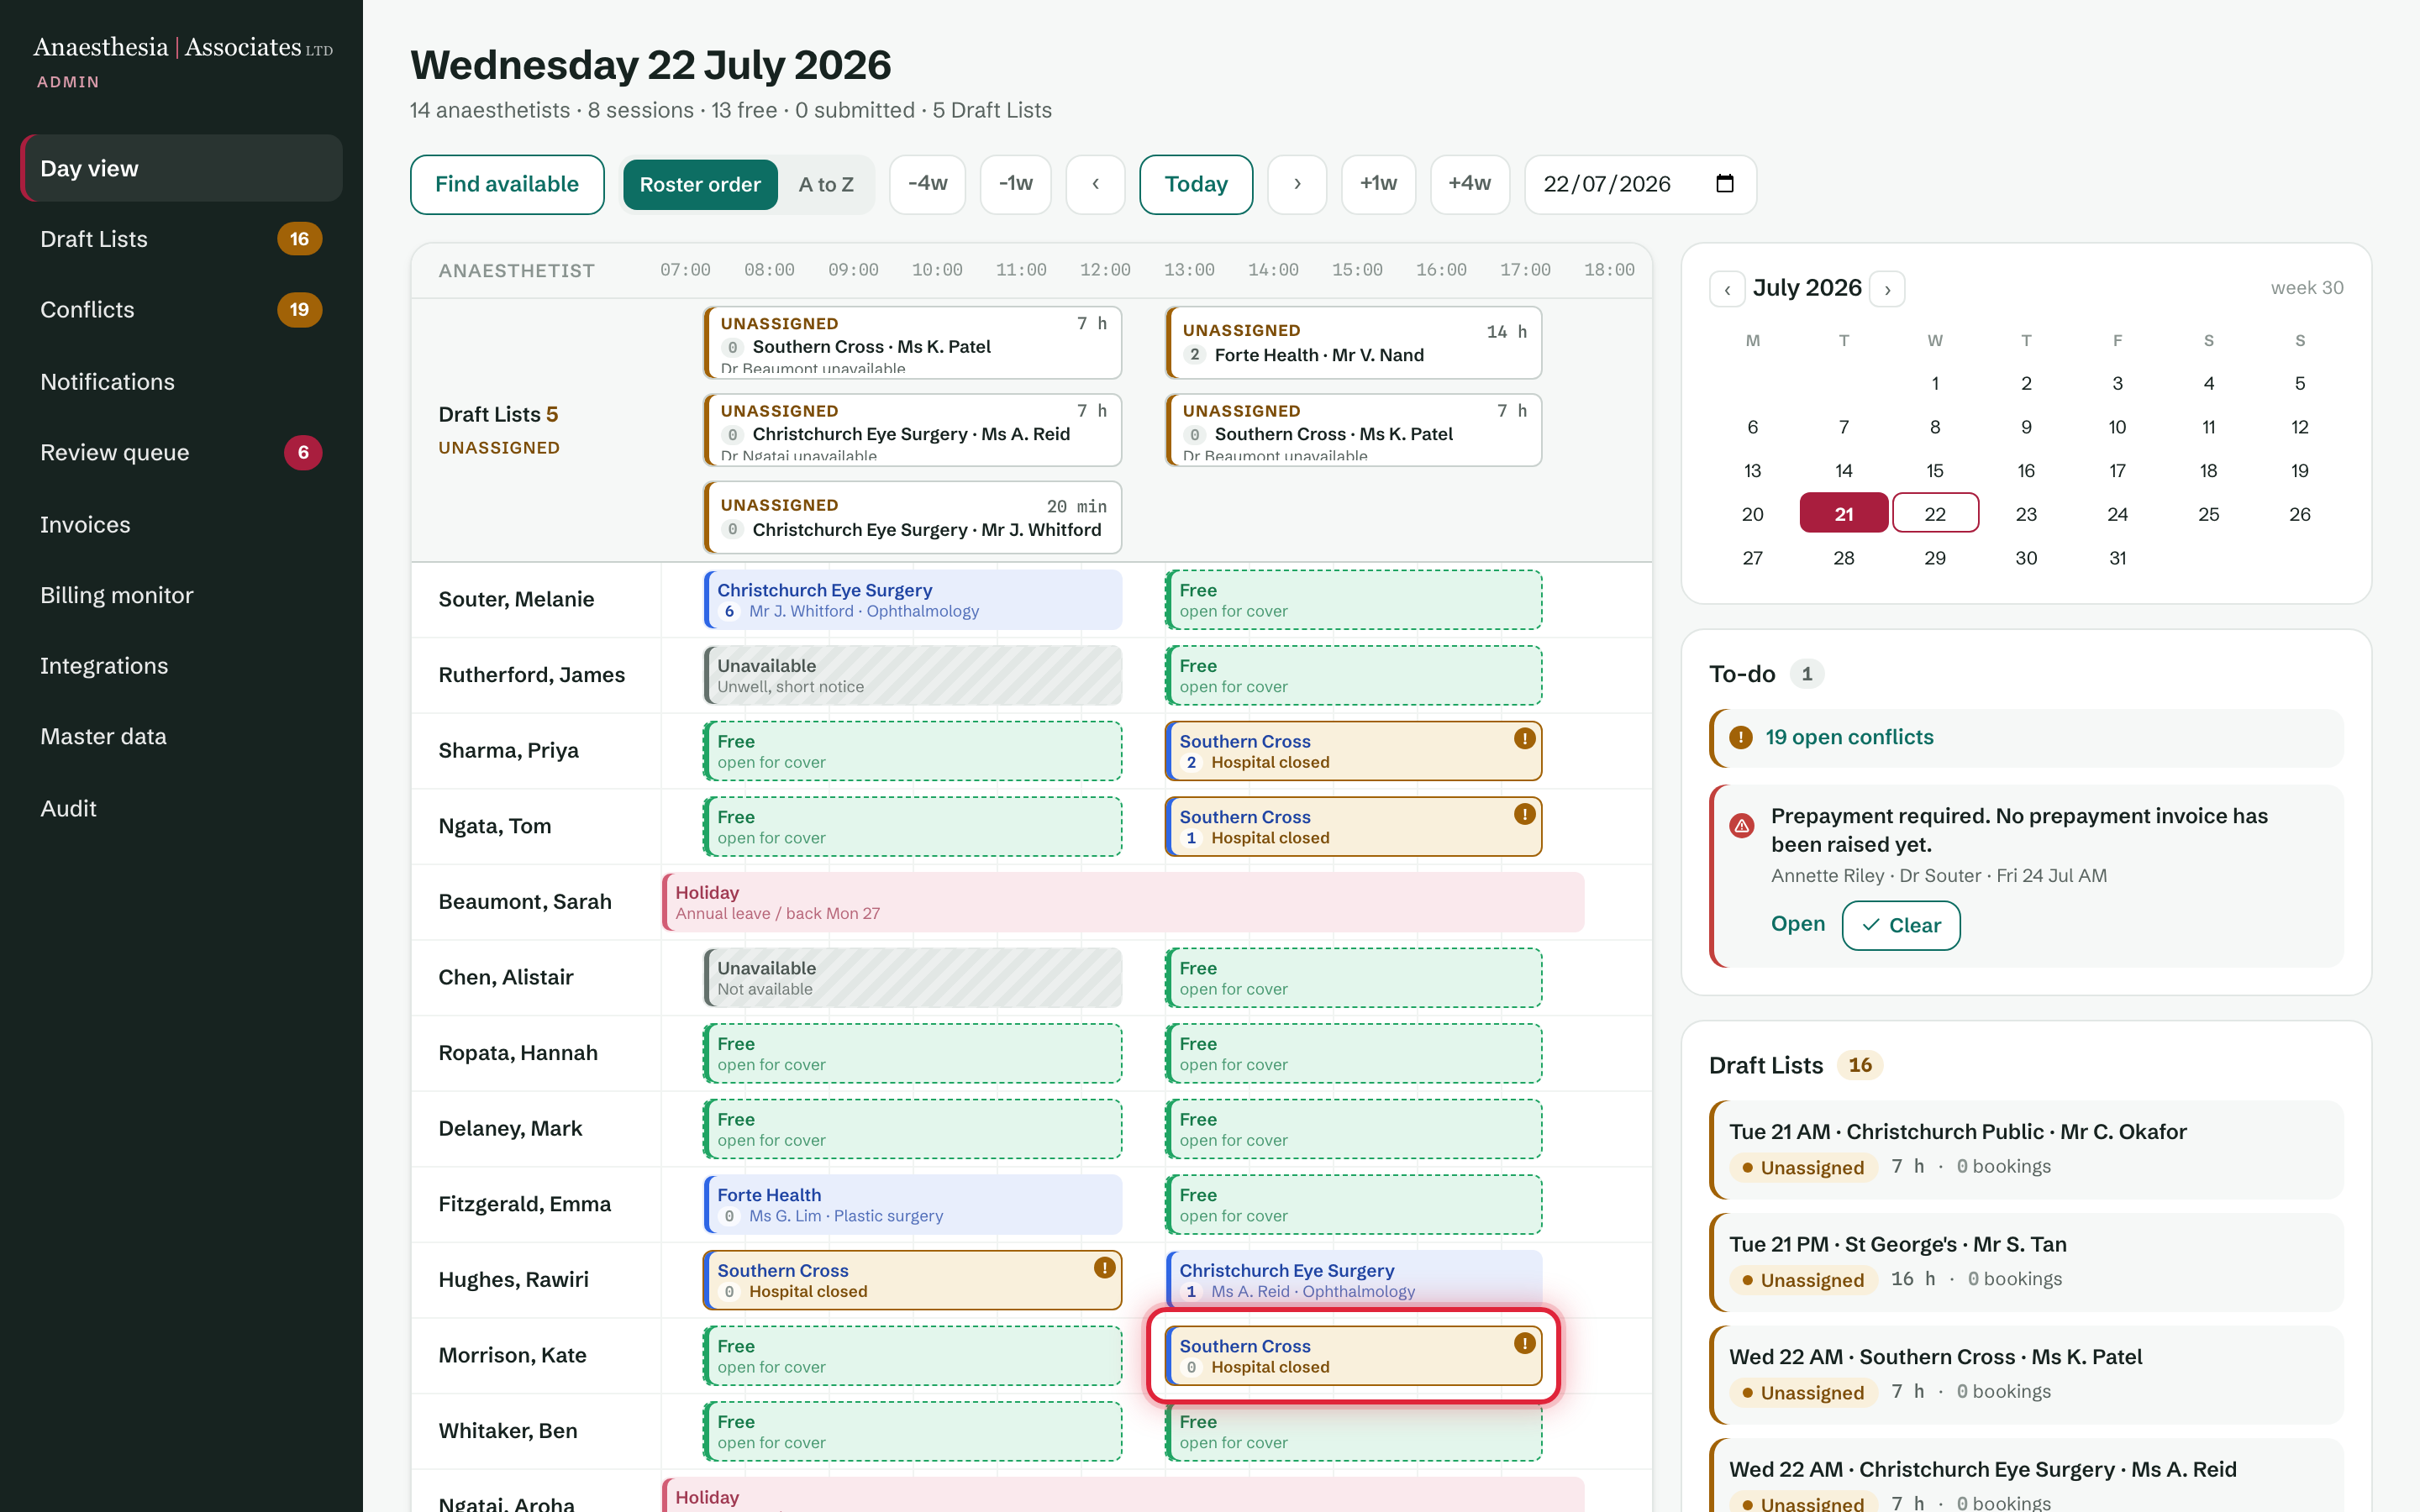 Anaesthesia | Associates LTD
ADMIN
Day view
Draft Lists 16
Conflicts 19
Notifications
Review queue 6
Invoices
Billing monitor
Integrations
Master data
Audit
Wednesday 22 July 2026
14 anaesthetists · 8 sessions · 13 free · 0 submitted · 5 Draft Lists
Find available
Roster order
A to Z
-4w
-1w
‹
Today
›
+1w
+4w
22/07/2026
ANAESTHETIST 07:00 08:00 09:00 10:00 11:00 12:00 13:00 14:00 15:00 16:00 17:00 18:00
Draft Lists 5
UNASSIGNED
UNASSIGNED 7 h
0 Southern Cross · Ms K. Patel
Dr Beaumont unavailable
UNASSIGNED 14 h
2 Forte Health · Mr V. Nand
UNASSIGNED 7 h
0 Christchurch Eye Surgery · Ms A. Reid
Dr Ngatai unavailable
UNASSIGNED 7 h
0 Southern Cross · Ms K. Patel
Dr Beaumont unavailable
UNASSIGNED 20 min
0 Christchurch Eye Surgery · Mr J. Whitford
Souter, Melanie
Christchurch Eye Surgery
6 Mr J. Whitford · Ophthalmology
Free
open for cover
Rutherford, James
Unavailable
Unwell, short notice
Free
open for cover
Sharma, Priya
Free
open for cover
Southern Cross !
2 Hospital closed
Ngata, Tom
Free
open for cover
Southern Cross !
1 Hospital closed
Beaumont, Sarah
Holiday
Annual leave / back Mon 27
Chen, Alistair
Unavailable
Not available
Free
open for cover
Ropata, Hannah
Free
open for cover
Free
open for cover
Delaney, Mark
Free
open for cover
Free
open for cover
Fitzgerald, Emma
Forte Health
0 Ms G. Lim · Plastic surgery
Free
open for cover
Hughes, Rawiri
Southern Cross !
0 Hospital closed
Christchurch Eye Surgery
1 Ms A. Reid · Ophthalmology
Morrison, Kate
Free
open for cover
Southern Cross !
0 Hospital closed
Whitaker, Ben
Free
open for cover
Free
open for cover
Ngatai, Aroha
Holiday
‹ July 2026 › week 30
M T W T F S S
1 2 3 4 5
6 7 8 9 10 11 12
13 14 15 16 17 18 19
20 21 22 23 24 25 26
27 28 29 30 31
To-do 1
! 19 open conflicts
Prepayment required. No prepayment invoice has
been raised yet.
Annette Riley · Dr Souter · Fri 24 Jul AM
Open
✓ Clear
Draft Lists 16
Tue 21 AM · Christchurch Public · Mr C. Okafor
Unassigned 7 h · 0 bookings
Tue 21 PM · St George's · Mr S. Tan
Unassigned 16 h · 0 bookings
Wed 22 AM · Southern Cross · Ms K. Patel
Unassigned 7 h · 0 bookings
Wed 22 AM · Christchurch Eye Surgery · Ms A. Reid
Unassigned 7 h · 0 bookings